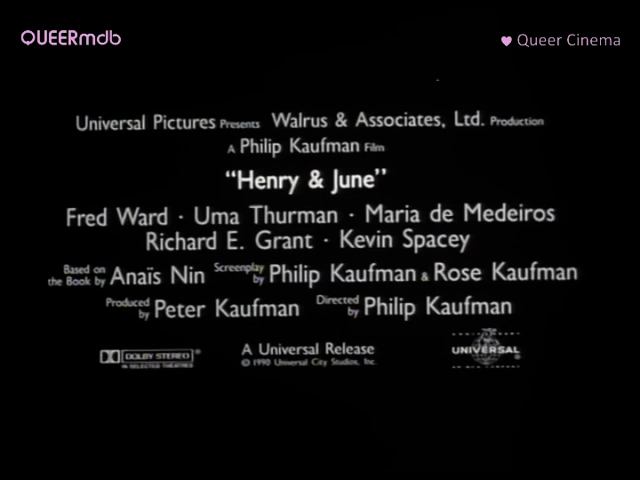 QUEERmdb
♥ Queer Cinema
Universal Pictures Presents Walrus & Associates, Ltd. Production
A Philip Kaufman Film
"Henry & June"
Fred Ward · Uma Thurman · Maria de Medeiros
Richard E. Grant · Kevin Spacey
Based on the Book by Anaïs Nin Screenplay by Philip Kaufman & Rose Kaufman
Produced by Peter Kaufman Directed by Philip Kaufman
DOLBY STEREO ®
IN SELECTED THEATRES
A Universal Release
© 1990 Universal City Studios, Inc.
UNIVERSAL